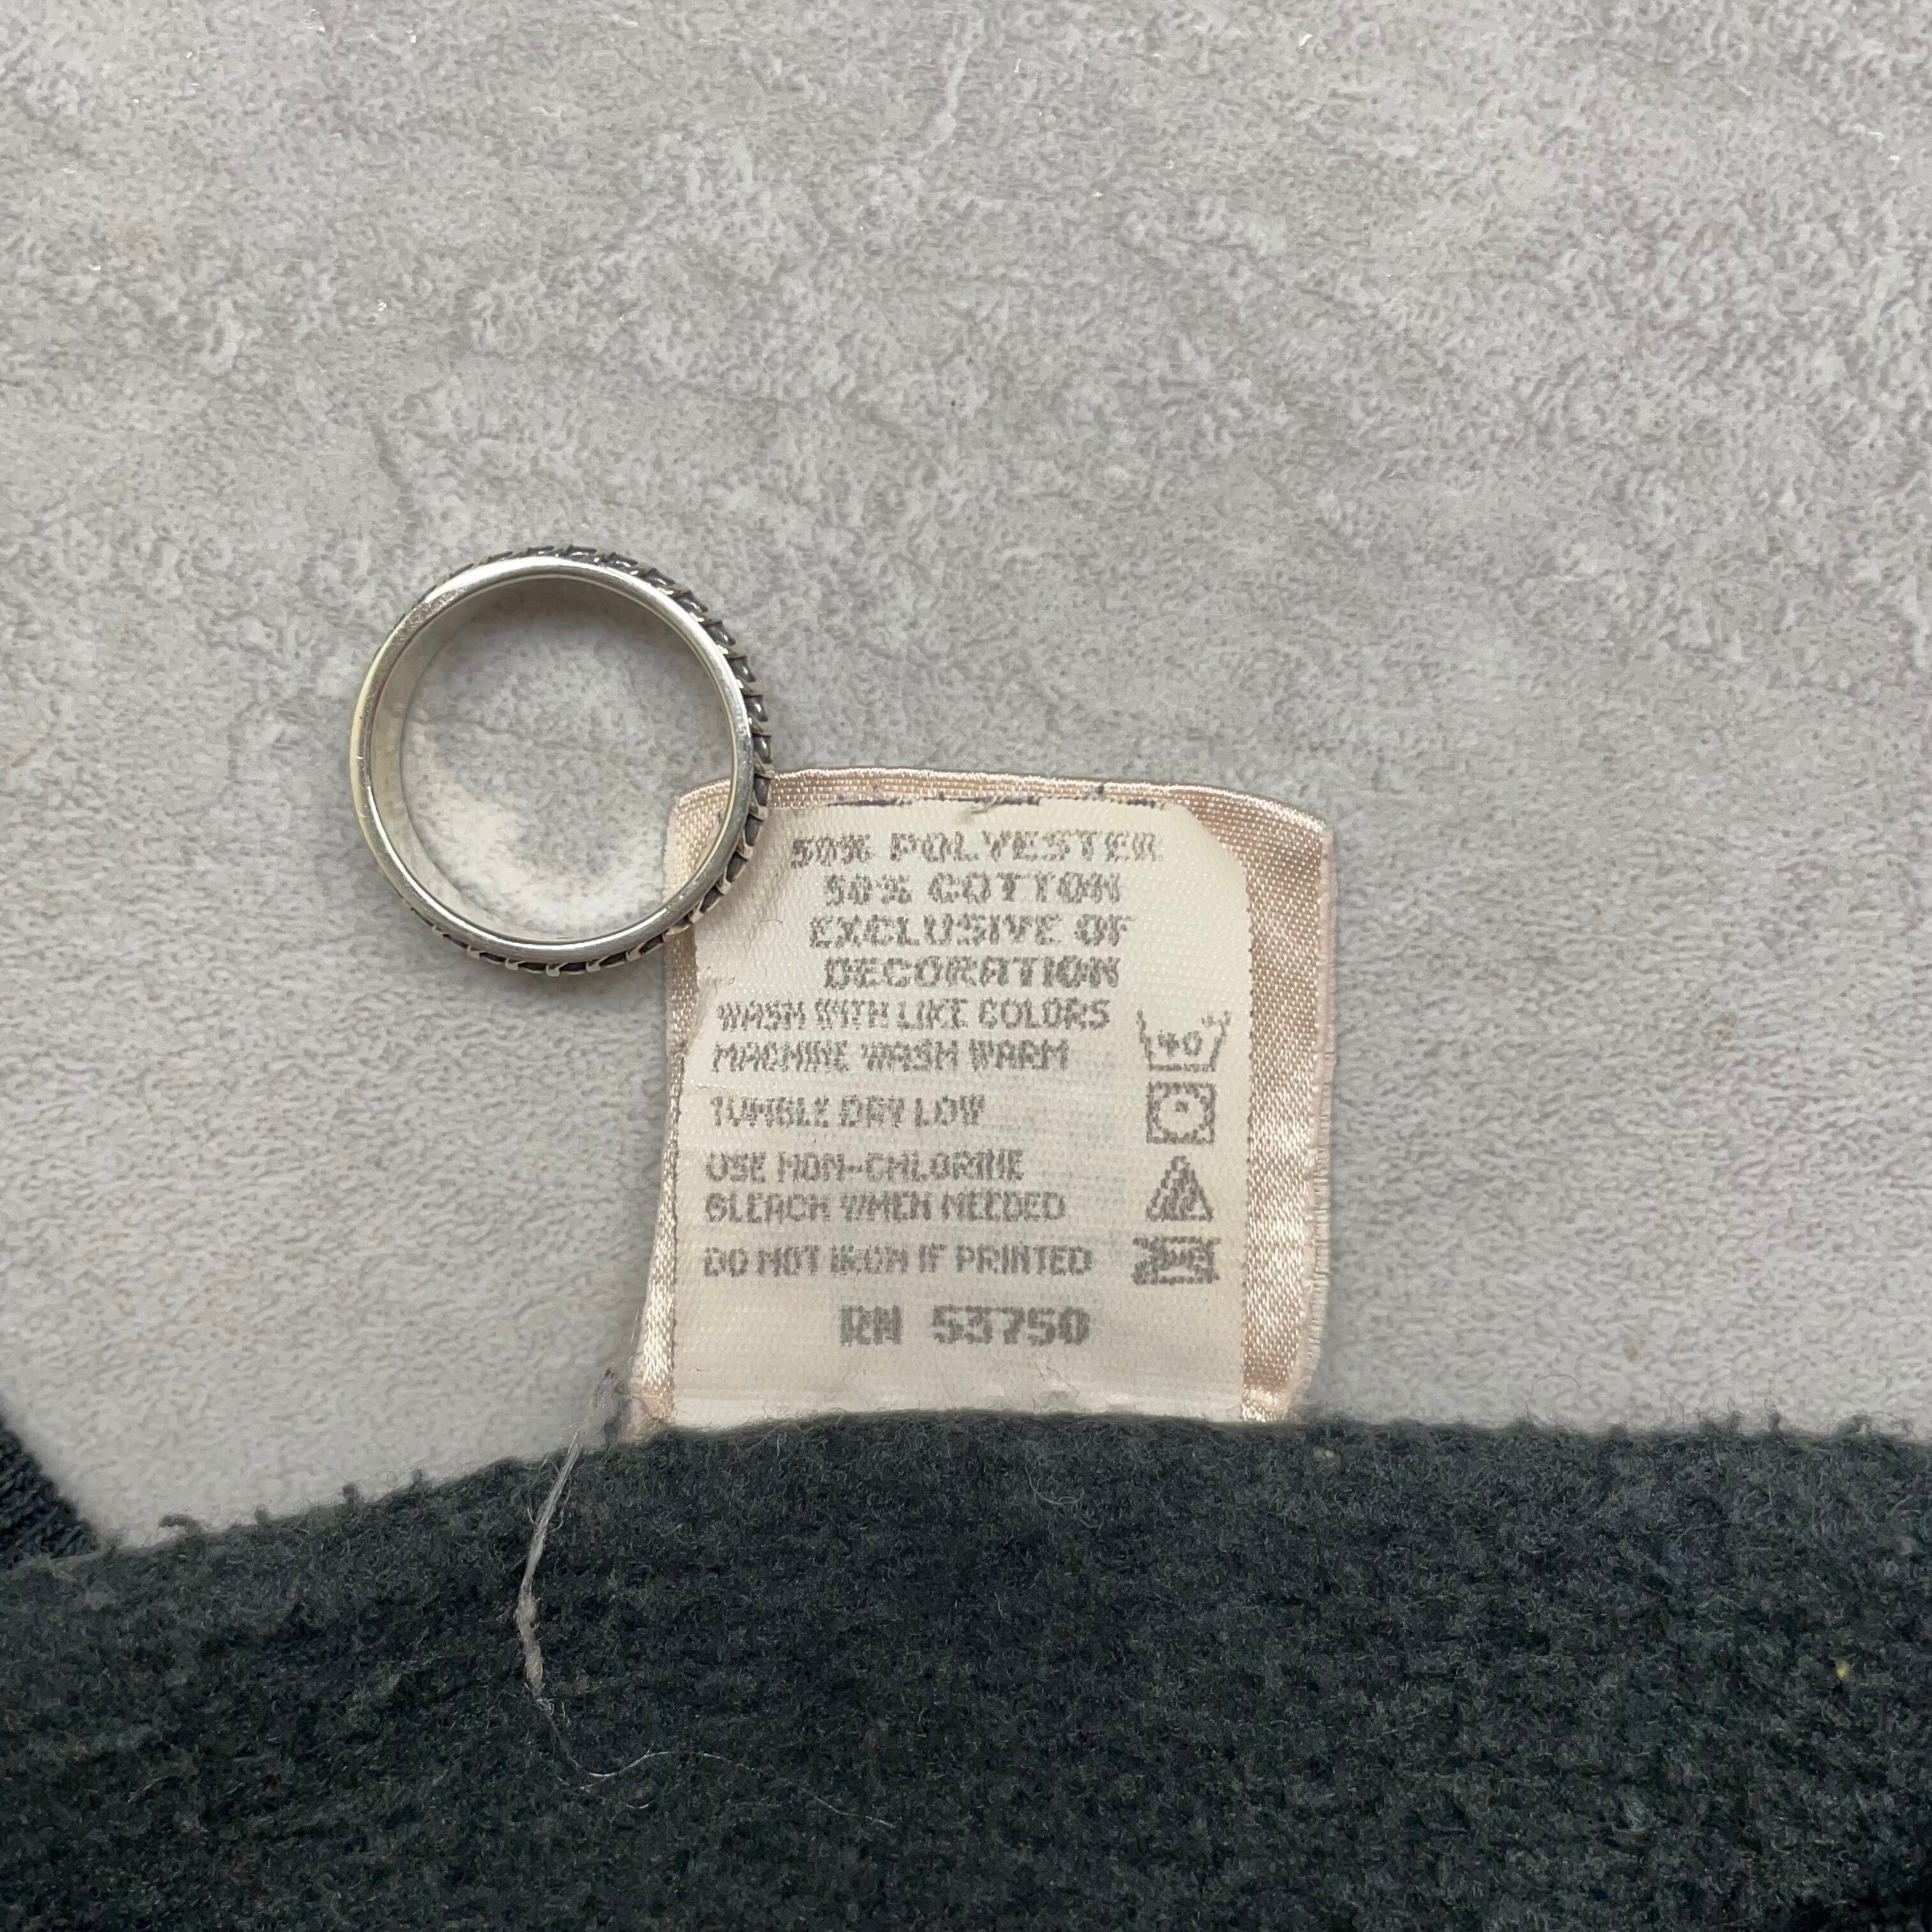 50% POLYESTER
50% COTTON
EXCLUSIVE OF
DECORATION
WASH WITH LIKE COLORS
MACHINE WASH WARM
40°
TUMBLE DRY LOW
USE NON-CHLORINE
BLEACH WHEN NEEDED
DO NOT IRON IF PRINTED
RN 53750